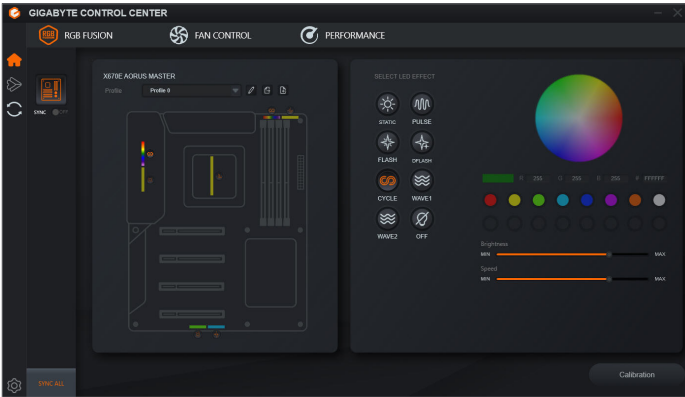 GIGABYTE CONTROL CENTER
RGB FUSION
FAN CONTROL
PERFORMANCE
SYNC OFF
SYNC ALL
X670E AORUS MASTER
Profile
Profile 0
SELECT LED EFFECT
STATIC
PULSE
FLASH
DFLASH
CYCLE
WAVE1
WAVE2
OFF
255 255 255 # FFFFFF
Brightness
MIN MAX
Speed
MIN MAX
Calibration